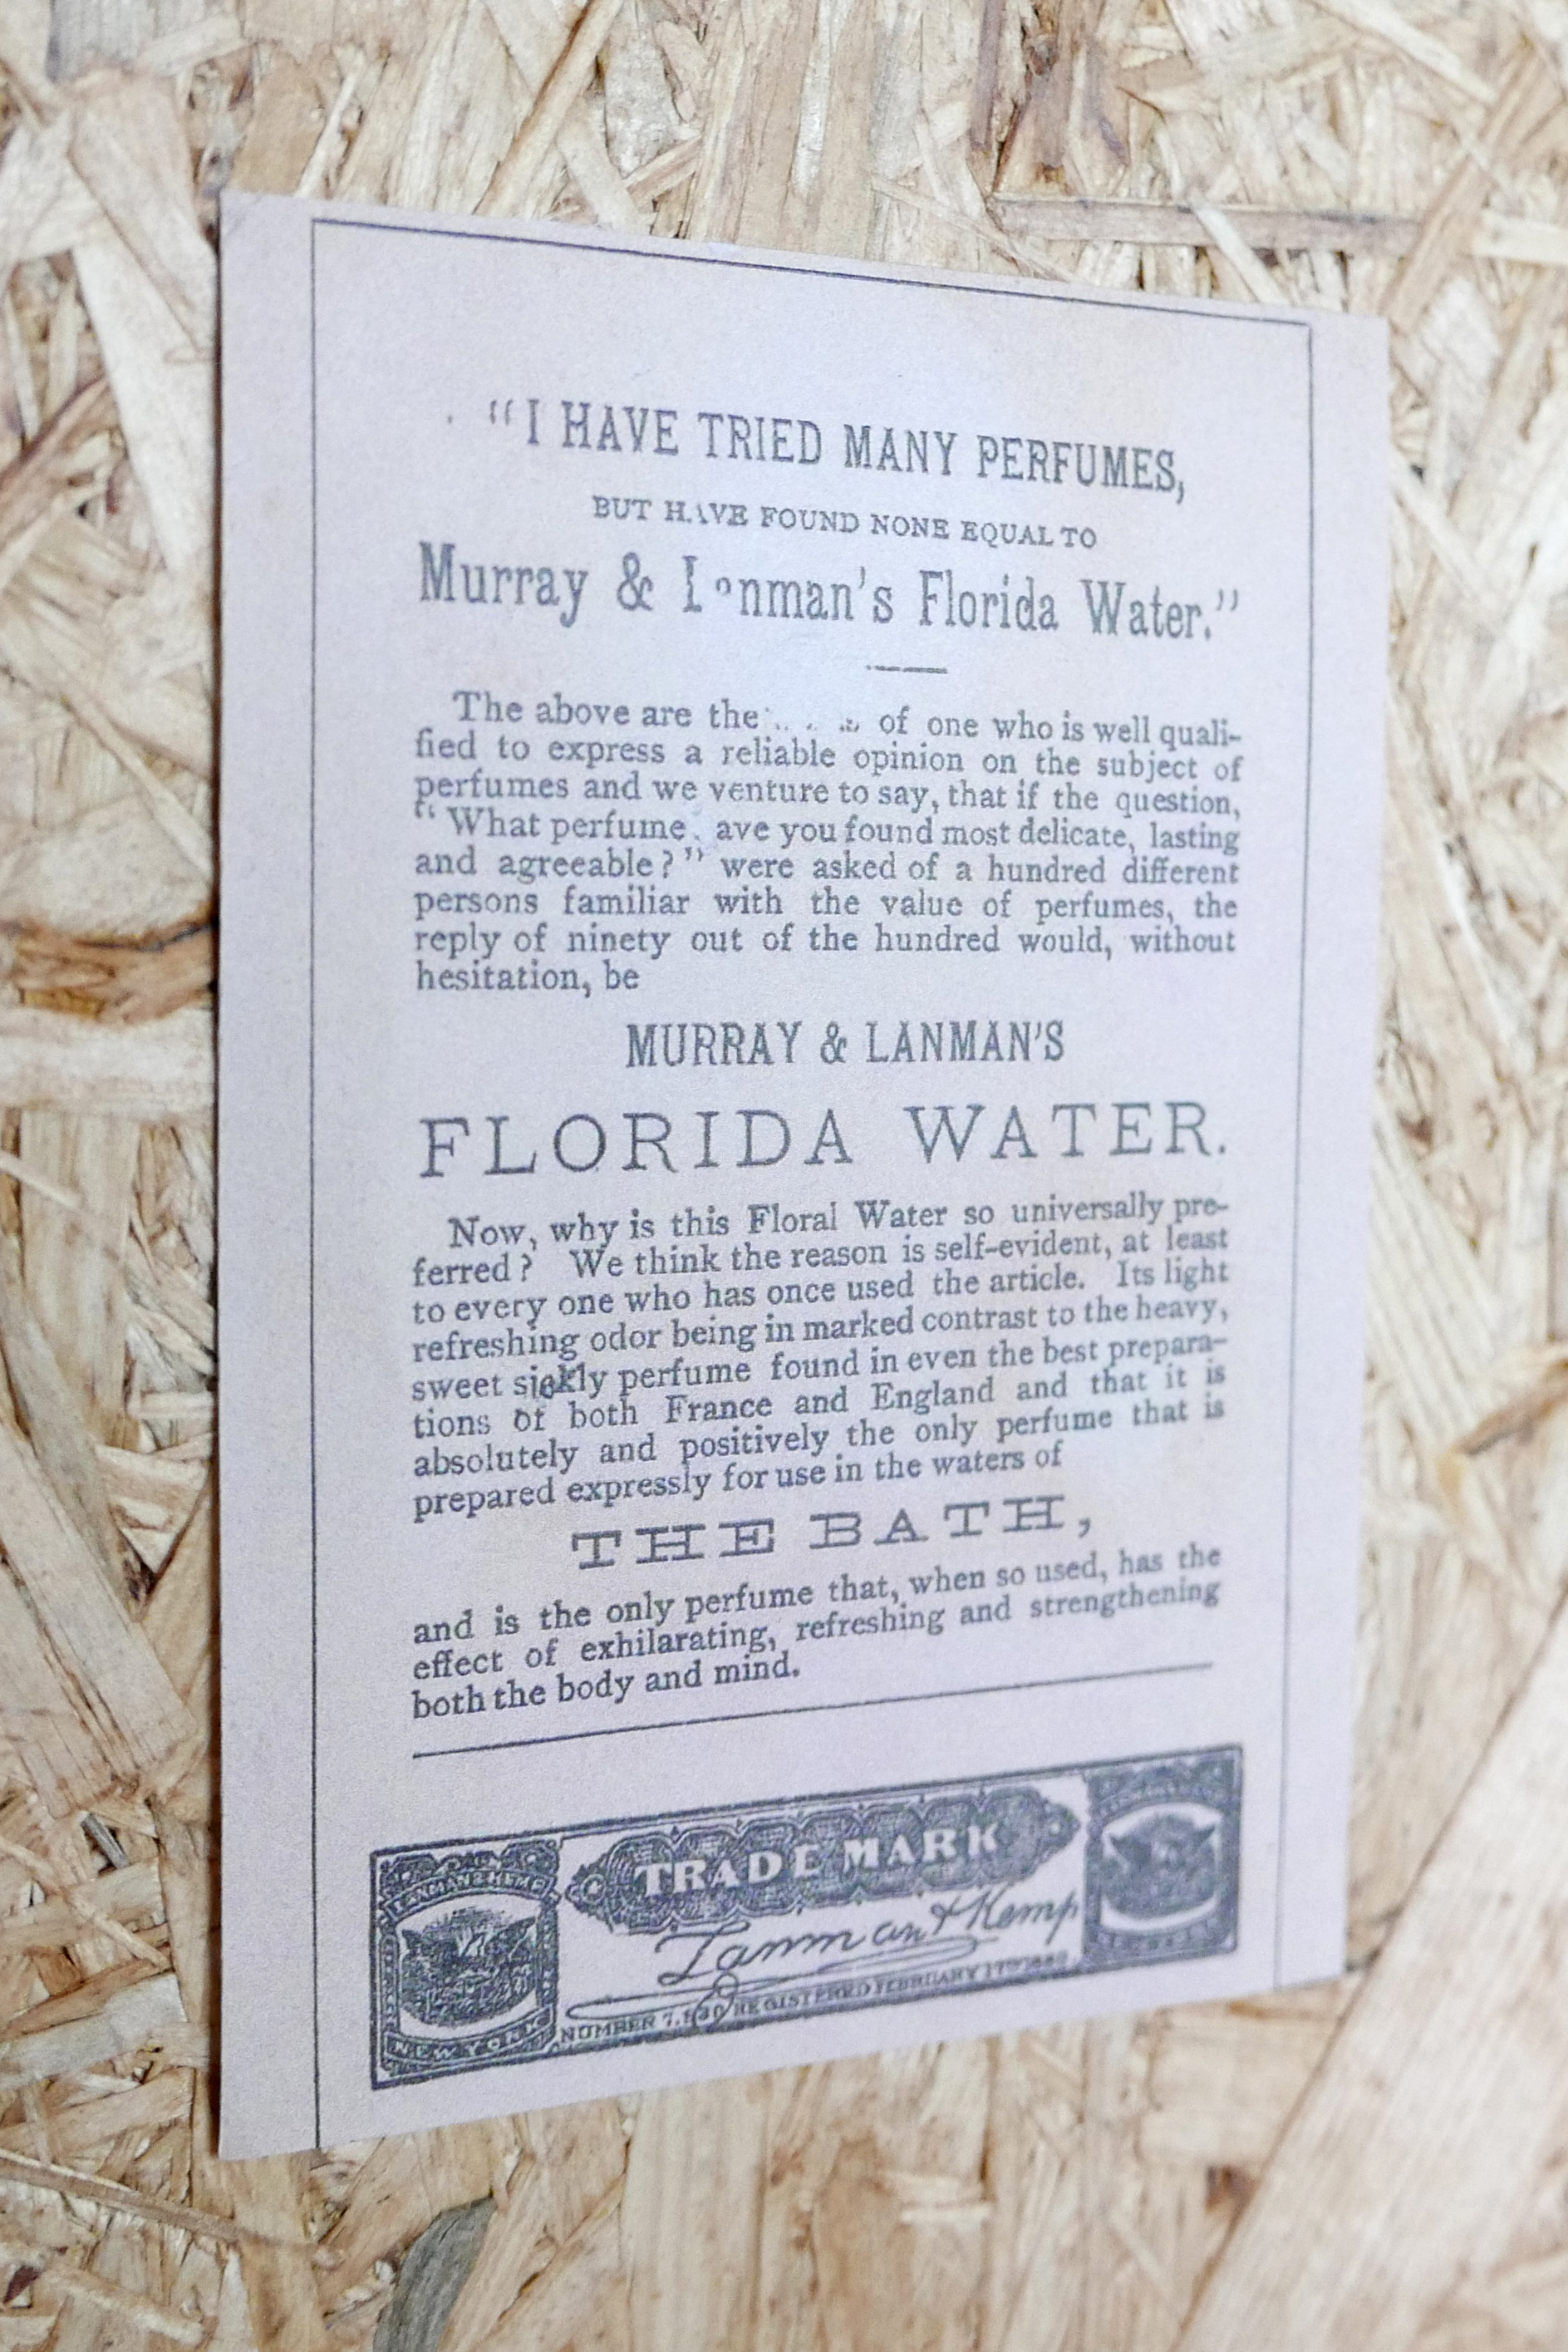 "I HAVE TRIED MANY PERFUMES,
BUT HAVE FOUND NONE EQUAL TO
Murray & Lanman's Florida Water."
The above are the of one who is well quali-
fied to express a reliable opinion on the subject of
perfumes and we venture to say, that if the question,
"What perfume ave you found most delicate, lasting
and agreeable?" were asked of a hundred different
persons familiar with the value of perfumes, the
reply of ninety out of the hundred would, without
hesitation, be
MURRAY & LANMAN'S
FLORIDA WATER.
Now, why is this Floral Water so universally pre-
ferred? We think the reason is self-evident, at least
to every one who has once used the article. Its light
refreshing odor being in marked contrast to the heavy,
sweet sickly perfume found in even the best prepara-
tions of both France and England and that it is
absolutely and positively the only perfume that is
prepared expressly for use in the waters of
THE BATH,
and is the only perfume that, when so used, has the
effect of exhilarating, refreshing and strengthening
both the body and mind.
TRADE MARK
LANMAN & KEMP
Lanman & Kemp
NEW YORK
NUMBER REGISTERED FEBRUARY